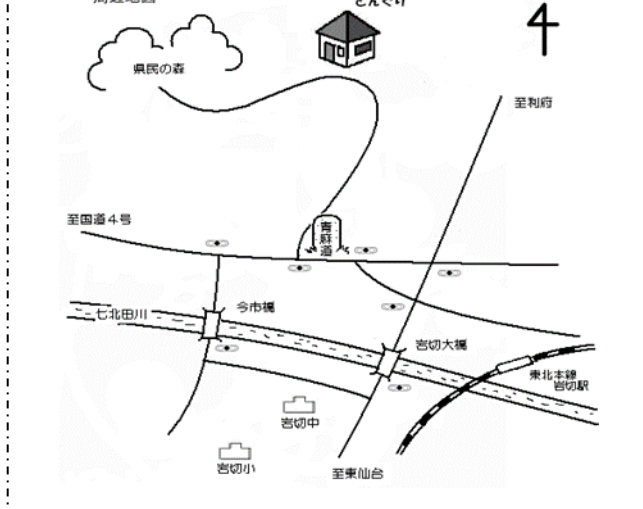 周辺地図
どんぐり
県民の森
至利府
至国道4号
青麻道
七北田川
今市橋
岩切大橋
東北本線
岩切駅
岩切中
岩切小
至東仙台